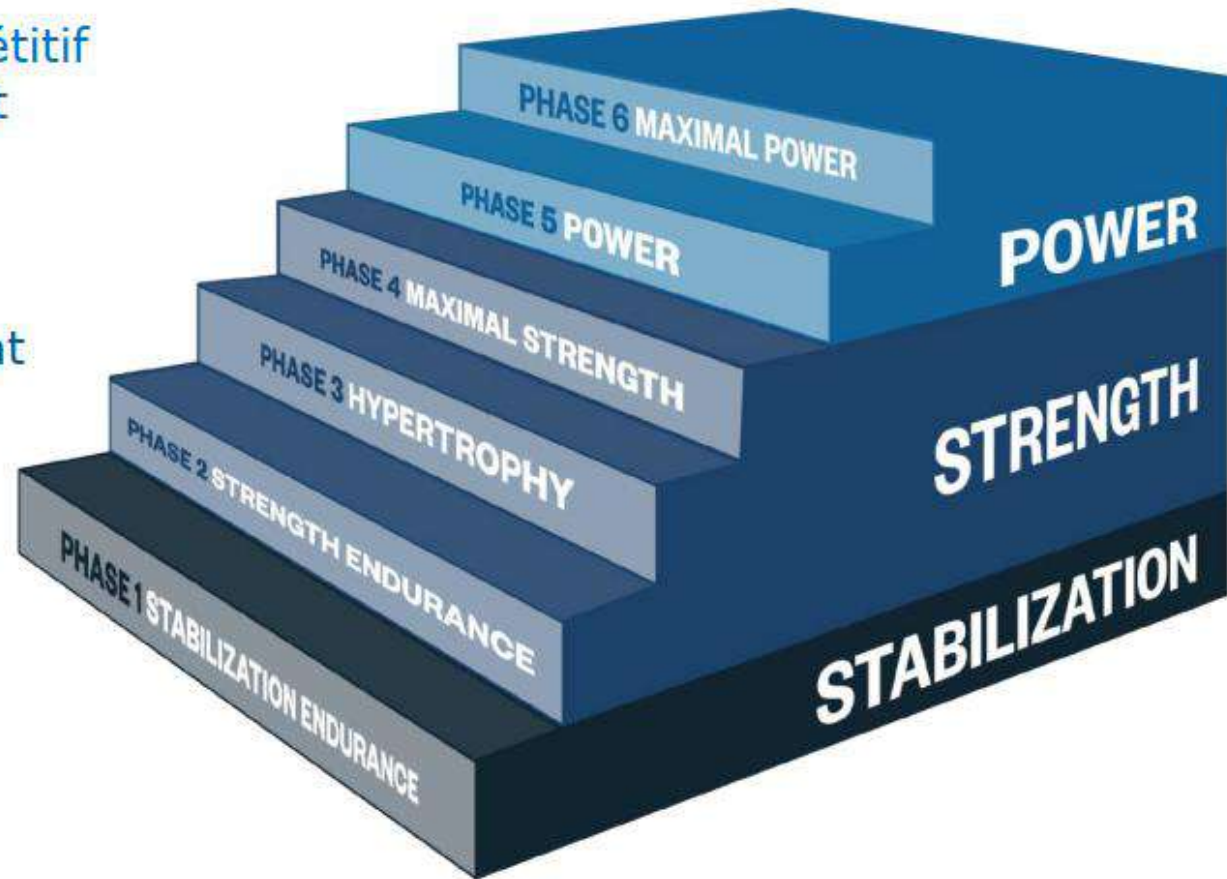 étitif
t
nt
PHASE 6 MAXIMAL POWER
PHASE 5 POWER
POWER
PHASE 4 MAXIMAL STRENGTH
PHASE 3 HYPERTROPHY
PHASE 2 STRENGTH ENDURANCE
STRENGTH
PHASE 1 STABILIZATION ENDURANCE
STABILIZATION